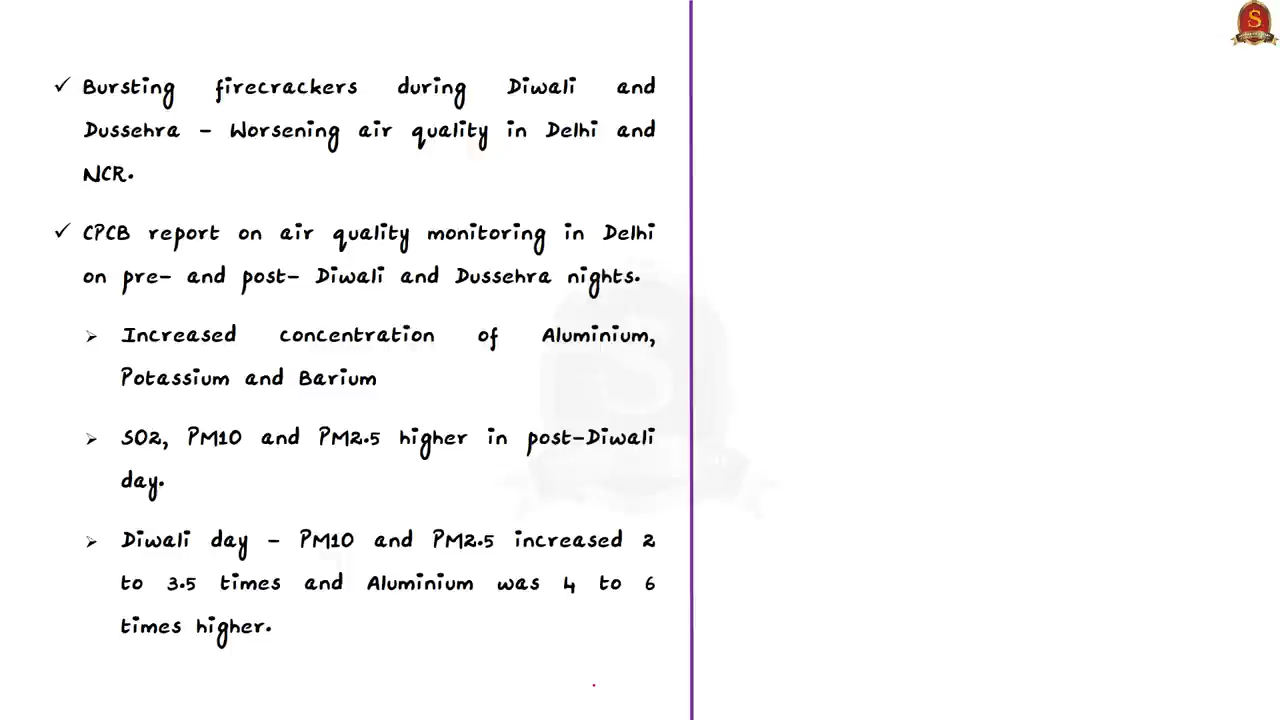 ✓ Bursting firecrackers during Diwali and
Dussehra – Worsening air quality in Delhi and
NCR.
✓ CPCB report on air quality monitoring in Delhi
on pre- and post- Diwali and Dussehra nights.
➢ Increased concentration of Aluminium,
Potassium and Barium
➢ SO2, PM10 and PM2.5 higher in post-Diwali
day.
➢ Diwali day – PM10 and PM2.5 increased 2
to 3.5 times and Aluminium was 4 to 6
times higher.
S
S